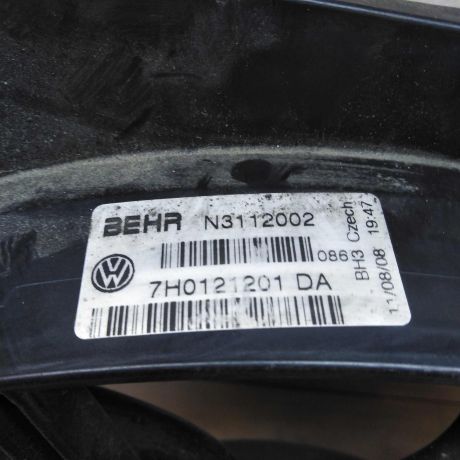 BEHR N3112002
086
7H0121201 DA
BH3 Czech
11/08/08 19:47